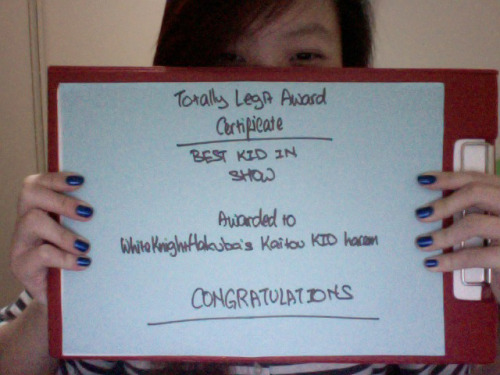 Totally Legit Award
Certificate
BEST KID IN
SHOW
Awarded to
WhiteKnightHakuba's Kaitou KID harem
CONGRATULATIONS